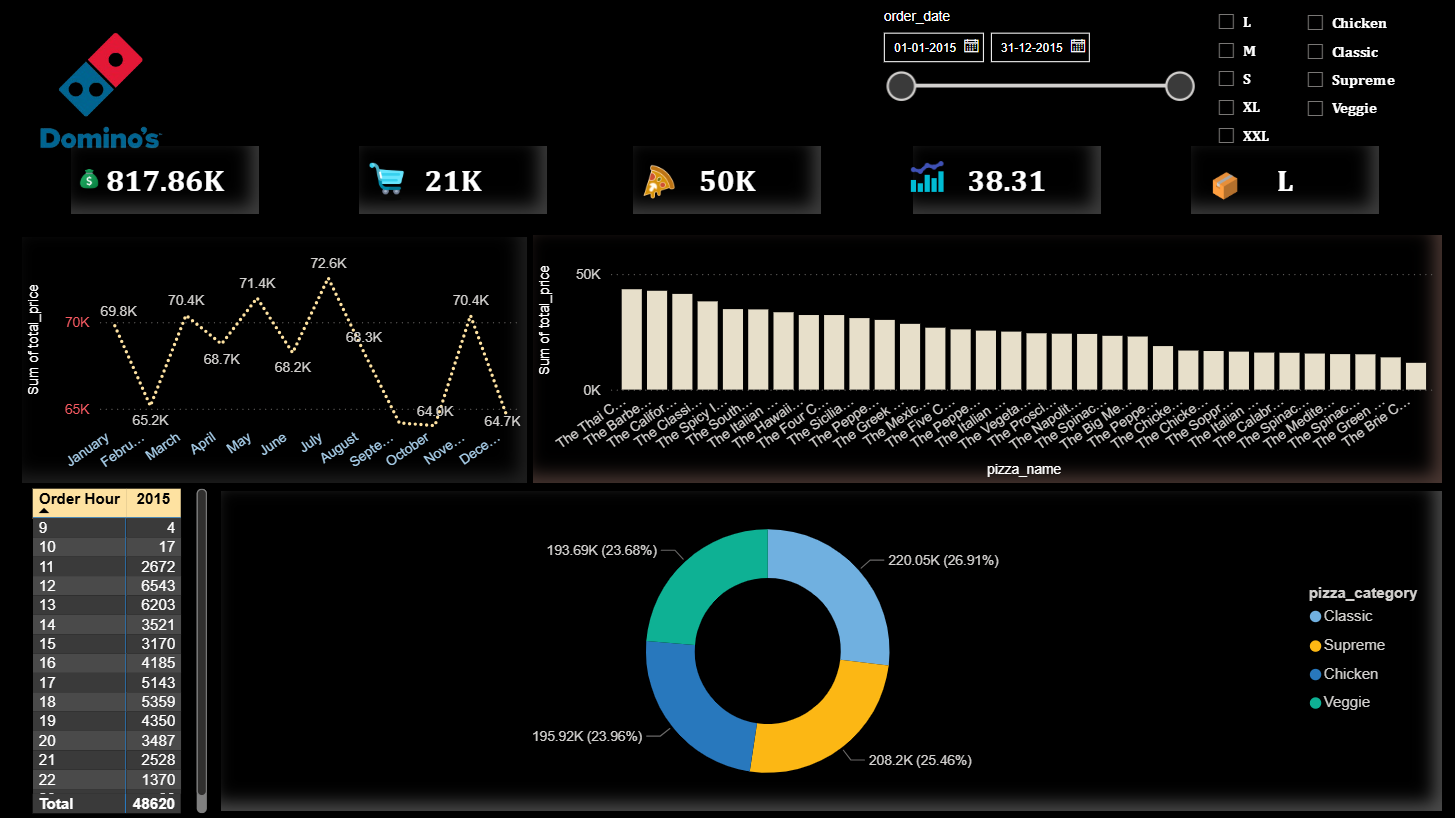 order_date
01-01-2015
31-12-2015
L
M
S
XL
XXL
Chicken
Classic
Supreme
Veggie
Domino's
817.86K
21K
50K
38.31
L
Sum of total_price
70K
65K
69.8K
65.2K
70.4K
68.7K
71.4K
68.2K
72.6K
68.3K
64.0K
70.4K
64.7K
January
Febru...
March
April
May
June
July
August
Septe...
October
Nove...
Dece...
Sum of total_price
50K
0K
The Thai C...
The Barbe...
The Califor...
The Classi...
The Spicy I...
The South...
The Italian ...
The Hawaii...
The Four C...
The Sicilia...
The Peppe...
The Greek ...
The Mexic...
The Five C...
The Peppe...
The Italian ...
The Vegeta...
The Prosci...
The Napolit...
The Spinac...
The Big Me...
The Peppe...
The Chicke...
The Chicke...
The Soppr...
The Italian ...
The Calabr...
The Spinac...
The Medite...
The Spinac...
The Green ...
The Brie C...
pizza_name
Order Hour 2015
9 4
10 17
11 2672
12 6543
13 6203
14 3521
15 3170
16 4185
17 5143
18 5359
19 4350
20 3487
21 2528
22 1370
Total 48620
193.69K (23.68%)
220.05K (26.91%)
195.92K (23.96%)
208.2K (25.46%)
pizza_category
Classic
Supreme
Chicken
Veggie